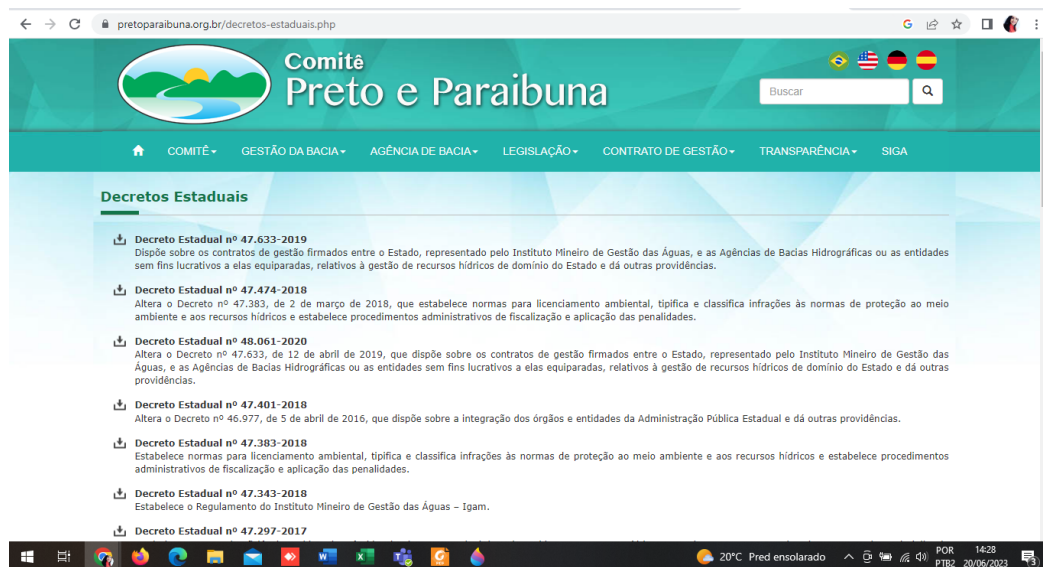 pretoparaibuna.org.br/decretos-estaduais.php
Comitê
Preto e Paraibuna
Buscar
COMITÊ
GESTÃO DA BACIA
AGÊNCIA DE BACIA
LEGISLAÇÃO
CONTRATO DE GESTÃO
TRANSPARÊNCIA
SIGA
Decretos Estaduais
Decreto Estadual nº 47.633-2019
Dispõe sobre os contratos de gestão firmados entre o Estado, representado pelo Instituto Mineiro de Gestão das Águas, e as Agências de Bacias Hidrográficas ou as entidades
sem fins lucrativos a elas equiparadas, relativos à gestão de recursos hídricos de domínio do Estado e dá outras providências.
Decreto Estadual nº 47.474-2018
Altera o Decreto nº 47.383, de 2 de março de 2018, que estabelece normas para licenciamento ambiental, tipifica e classifica infrações às normas de proteção ao meio
ambiente e aos recursos hídricos e estabelece procedimentos administrativos de fiscalização e aplicação das penalidades.
Decreto Estadual nº 48.061-2020
Altera o Decreto nº 47.633, de 12 de abril de 2019, que dispõe sobre os contratos de gestão firmados entre o Estado, representado pelo Instituto Mineiro de Gestão das
Águas, e as Agências de Bacias Hidrográficas ou as entidades sem fins lucrativos a elas equiparadas, relativos à gestão de recursos hídricos de domínio do Estado e dá outras
providências.
Decreto Estadual nº 47.401-2018
Altera o Decreto nº 46.977, de 5 de abril de 2016, que dispõe sobre a integração dos órgãos e entidades da Administração Pública Estadual e dá outras providências.
Decreto Estadual nº 47.383-2018
Estabelece normas para licenciamento ambiental, tipifica e classifica infrações às normas de proteção ao meio ambiente e aos recursos hídricos e estabelece procedimentos
administrativos de fiscalização e aplicação das penalidades.
Decreto Estadual nº 47.343-2018
Estabelece o Regulamento do Instituto Mineiro de Gestão das Águas – Igam.
Decreto Estadual nº 47.297-2017
20°C Pred ensolarado
POR
PTB2
14:28
20/06/2023